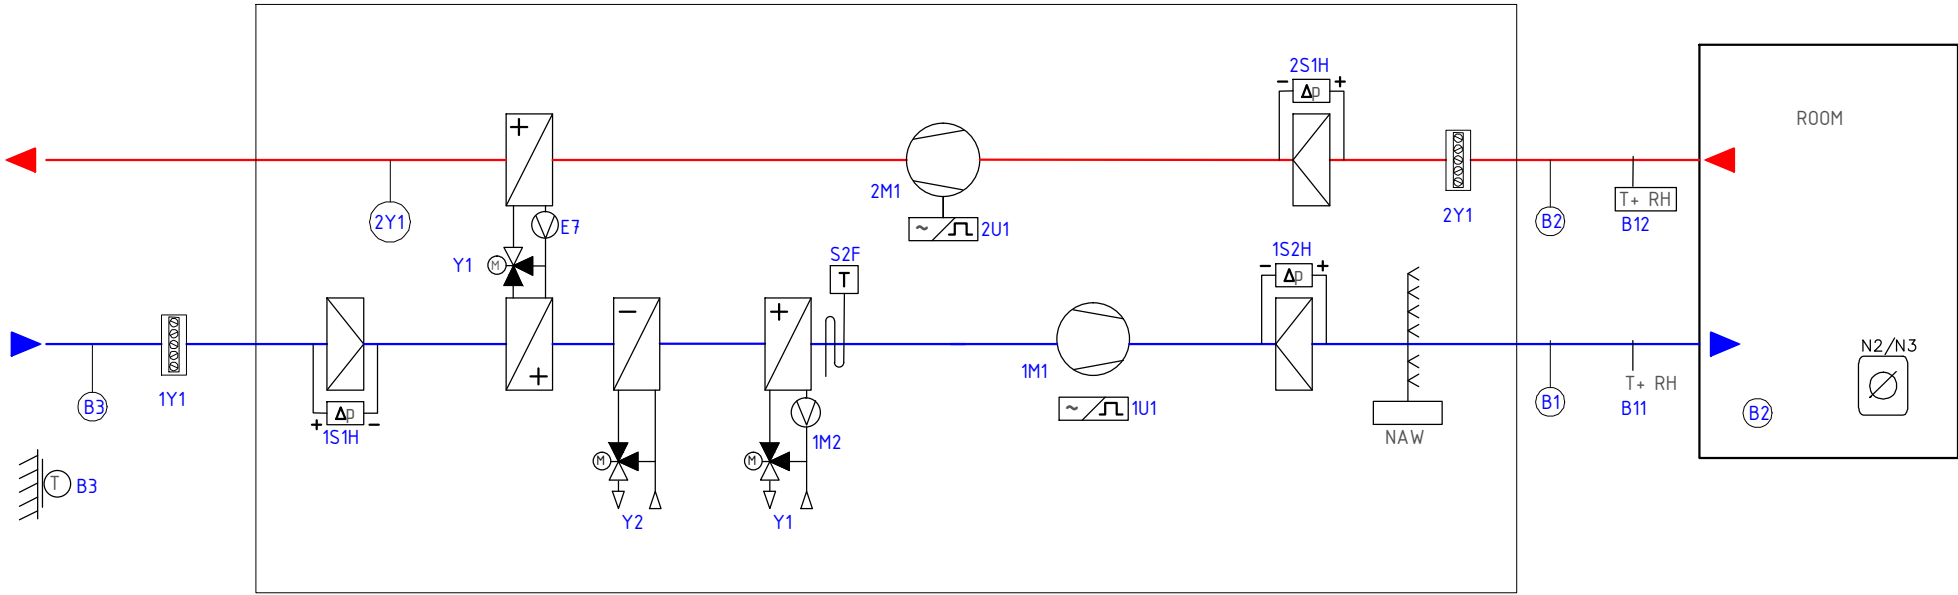 2S1H
- Δp +
ROOM
+
2M1
~
2U1
2Y1
2Y1
B2
T+ RH
B12
E7
Y1
M
S2F
T
1S2H
- Δp +
B3
1Y1
+ Δp -
1S1H
+
-
+
1M1
~
1U1
NAW
B1
T+ RH
B11
N2/N3
B2
T
B3
M
Y2
M
1M2
Y1